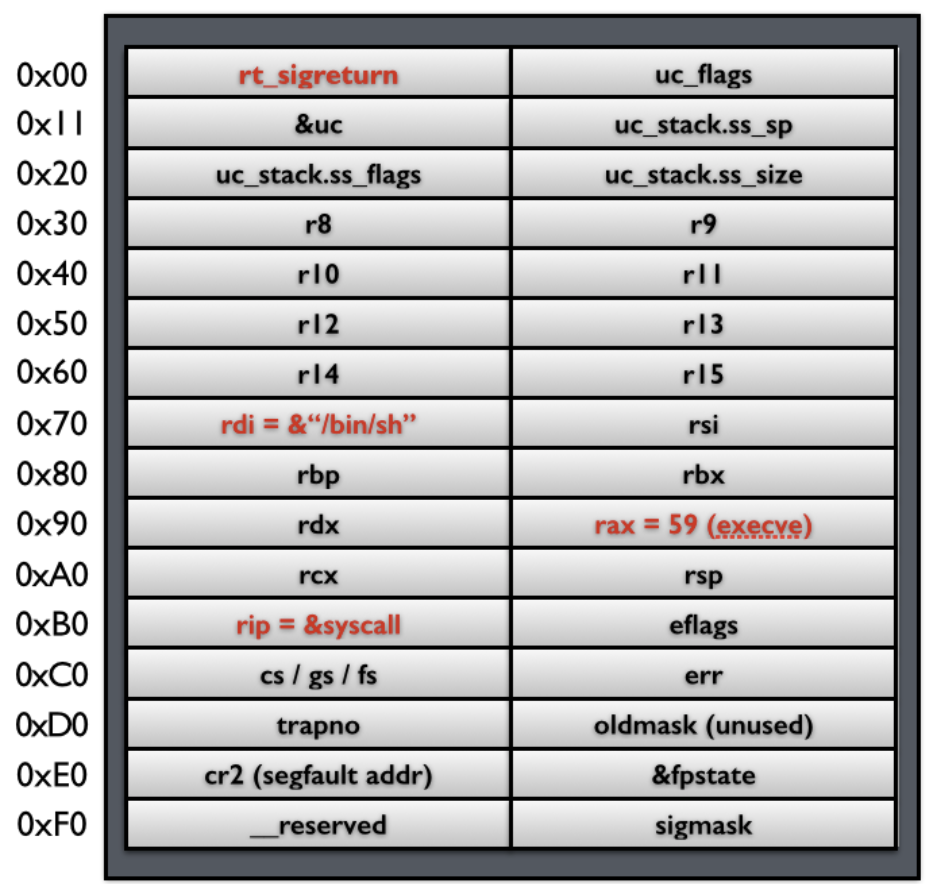 0x00 rt_sigreturn uc_flags
0x11 &uc uc_stack.ss_sp
0x20 uc_stack.ss_flags uc_stack.ss_size
0x30 r8 r9
0x40 r10 r11
0x50 r12 r13
0x60 r14 r15
0x70 rdi = &“/bin/sh” rsi
0x80 rbp rbx
0x90 rdx rax = 59 (execve)
0xA0 rcx rsp
0xB0 rip = &syscall eflags
0xC0 cs / gs / fs err
0xD0 trapno oldmask (unused)
0xE0 cr2 (segfault addr) &fpstate
0xF0 __reserved sigmask